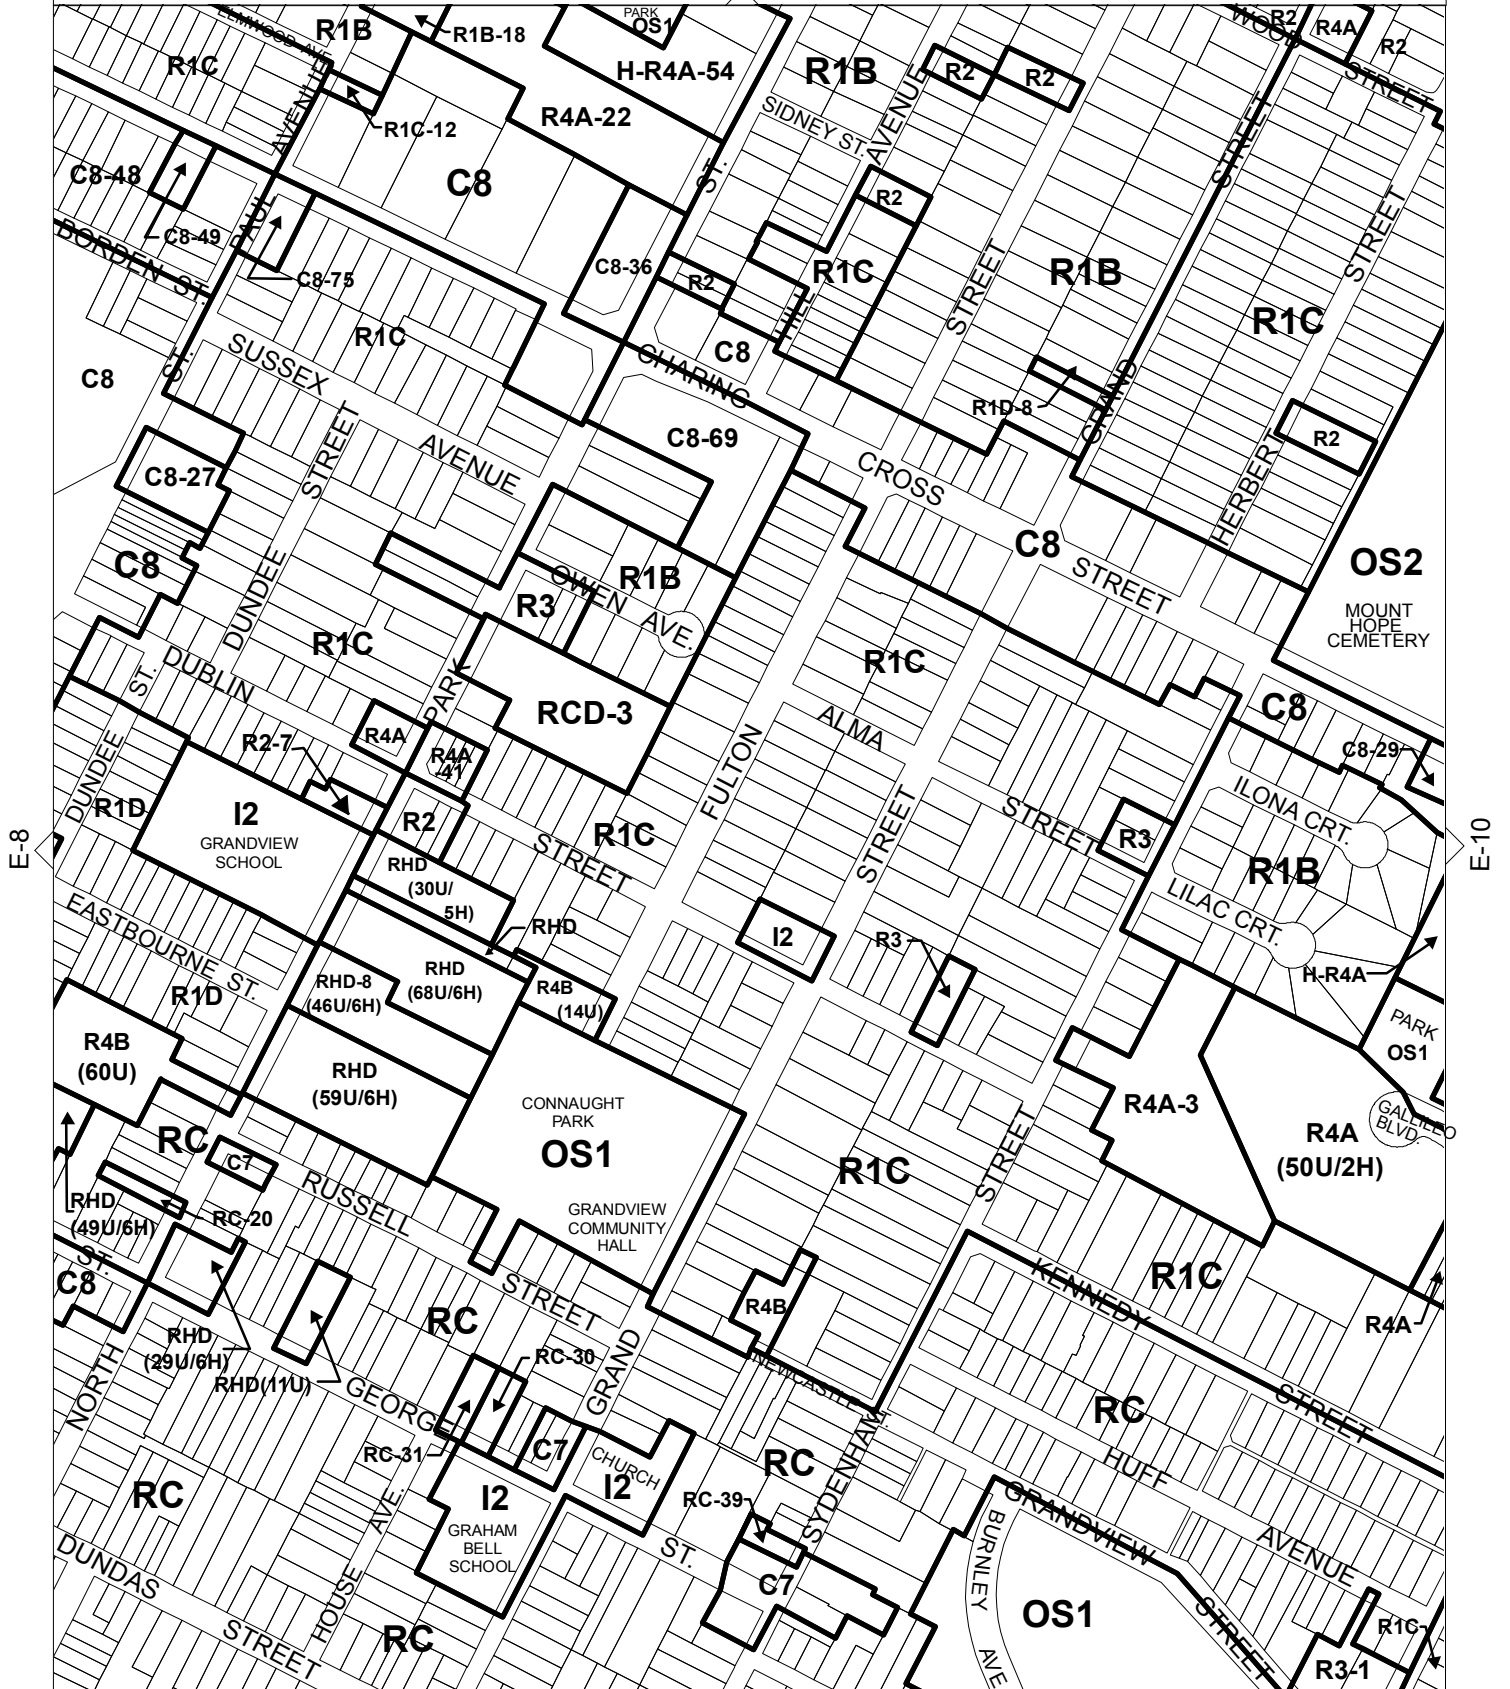 PARK
OS1
ELMWOOD AVE
R1B
R1B-18
R1C
H-R4A-54
R4A-22
R1B
R2
R2
WOOD
R2
R4A
R2
STREET
SIDNEY ST.
AVENUE
STREET
R1C-12
AVENUE
C8
C8-48
C8-49
ST.
R2
PAUL
C8-75
BORDEN ST.
C8-36
R2
R1C
R1B
STREET
HILL
STREET
R1C
R1C
C8
SUSSEX
ST.
C8
CHARING
R1D-8
GRAND
R2
C8-69
AVENUE
STREET
C8-27
CROSS
HERBERT
C8
STREET
OS2
MOUNT
HOPE
CEMETERY
C8
DUNDEE
R1B
OWEN
AVE.
R3
R1C
R1C
DUBLIN
ST.
PARK
RCD-3
ALMA
C8
C8-29
R4A
R4A
-41
R2-7
FULTON
DUNDEE
R1D
I2
GRANDVIEW
SCHOOL
R2
R1C
STREET
STREET
STREET
R3
ILONA CRT.
R1B
LILAC CRT.
E-8
E-10
RHD
(30U/
5H)
RHD
EASTBOURNE ST.
I2
R3
H-R4A
R1D
RHD-8
(46U/6H)
RHD
(68U/6H)
R4B
(14U)
PARK
OS1
R4B
(60U)
RHD
(59U/6H)
CONNAUGHT
PARK
OS1
R4A-3
GALLILEO
BLVD.
R4A
(50U/2H)
RC
C7
R1C
STREET
RUSSELL
RHD
(49U/6H)
RC-20
GRANDVIEW
COMMUNITY
HALL
ST.
C8
STREET
KENNEDY
R1C
R4B
R4A
RC
RHD
(29U/6H)
RHD(11U)
RC-30
NORTH
GEORGE
GRAND
NEWCASTLE
RC
STREET
RC-31
C7
CHURCH
I2
RC
SYDENHAM
HUFF
RC
AVE.
I2
GRAHAM
BELL
SCHOOL
RC-39
GRANDVIEW
BURNLEY
AVENUE
DUNDAS
ST.
C7
HOUSE
OS1
STREET
STREET
RC
AVE
R1C
R3-1